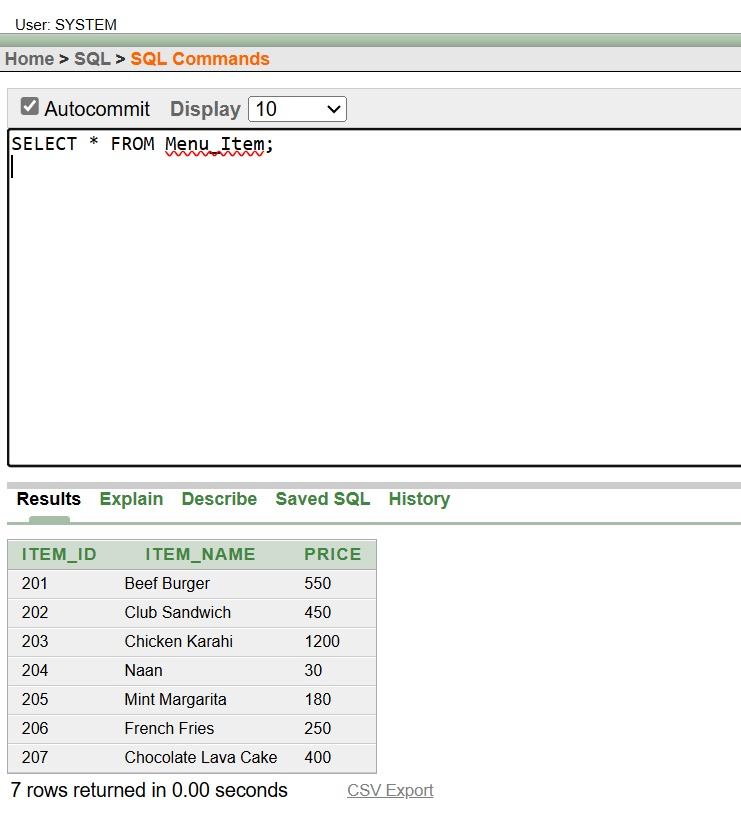 User: SYSTEM
Home > SQL > SQL Commands
Autocommit Display 10
SELECT * FROM Menu_Item;
Results Explain Describe Saved SQL History
ITEM_ID ITEM_NAME PRICE
201 Beef Burger 550
202 Club Sandwich 450
203 Chicken Karahi 1200
204 Naan 30
205 Mint Margarita 180
206 French Fries 250
207 Chocolate Lava Cake 400
7 rows returned in 0.00 seconds CSV Export